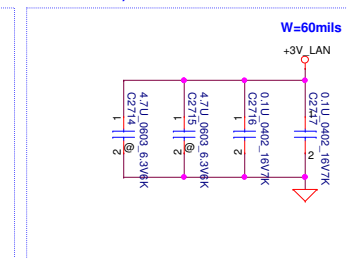 W=60mils
+3V_LAN
4.7U_0603_6.3V6K
C2714
1
2
@
4.7U_0603_6.3V6K
C2715
1
2
@
0.1U_0402_16V7K
C2716
1
2
0.1U_0402_16V7K
C2717
1
2